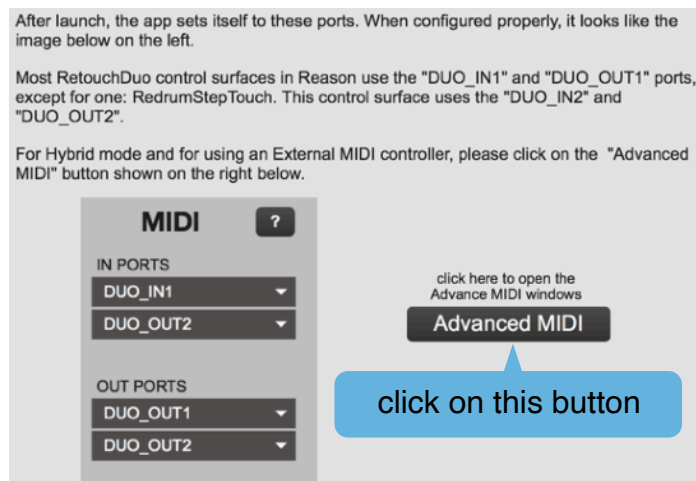 After launch, the app sets itself to these ports. When configured properly, it looks like the
image below on the left.
Most RetouchDuo control surfaces in Reason use the "DUO_IN1" and "DUO_OUT1" ports,
except for one: RedrumStepTouch. This control surface uses the "DUO_IN2" and
"DUO_OUT2".
For Hybrid mode and for using an External MIDI controller, please click on the "Advanced
MIDI" button shown on the right below.
MIDI ?
IN PORTS
DUO_IN1
DUO_OUT2
OUT PORTS
DUO_OUT1
DUO_OUT2
click here to open the
Advance MIDI windows
Advanced MIDI
click on this button